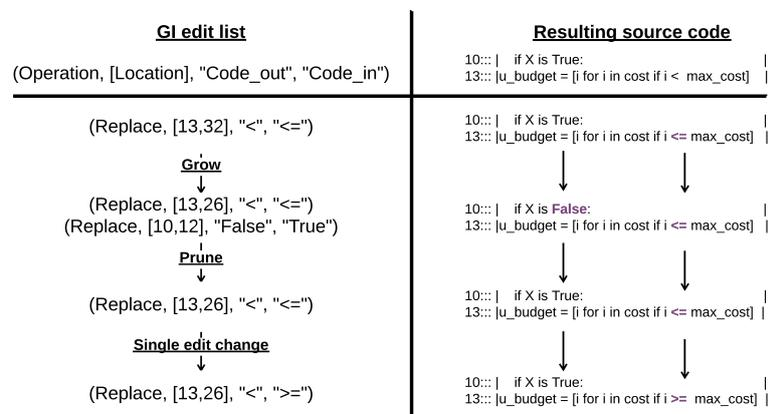 GI edit list
(Operation, [Location], "Code_out", "Code_in")
(Replace, [13,32], "<", "<=")
Grow
(Replace, [13,26], "<", "<=")
(Replace, [10,12], "False", "True")
Prune
(Replace, [13,26], "<", "<=")
Single edit change
(Replace, [13,26], "<", ">=")
Resulting source code
10::: | if X is True: |
13::: |u_budget = [i for i in cost if i < max_cost] |
10::: | if X is True: |
13::: |u_budget = [i for i in cost if i <= max_cost] |
10::: | if X is False: |
13::: |u_budget = [i for i in cost if i <= max_cost] |
10::: | if X is True: |
13::: |u_budget = [i for i in cost if i <= max_cost] |
10::: | if X is True: |
13::: |u_budget = [i for i in cost if i >= max_cost] |